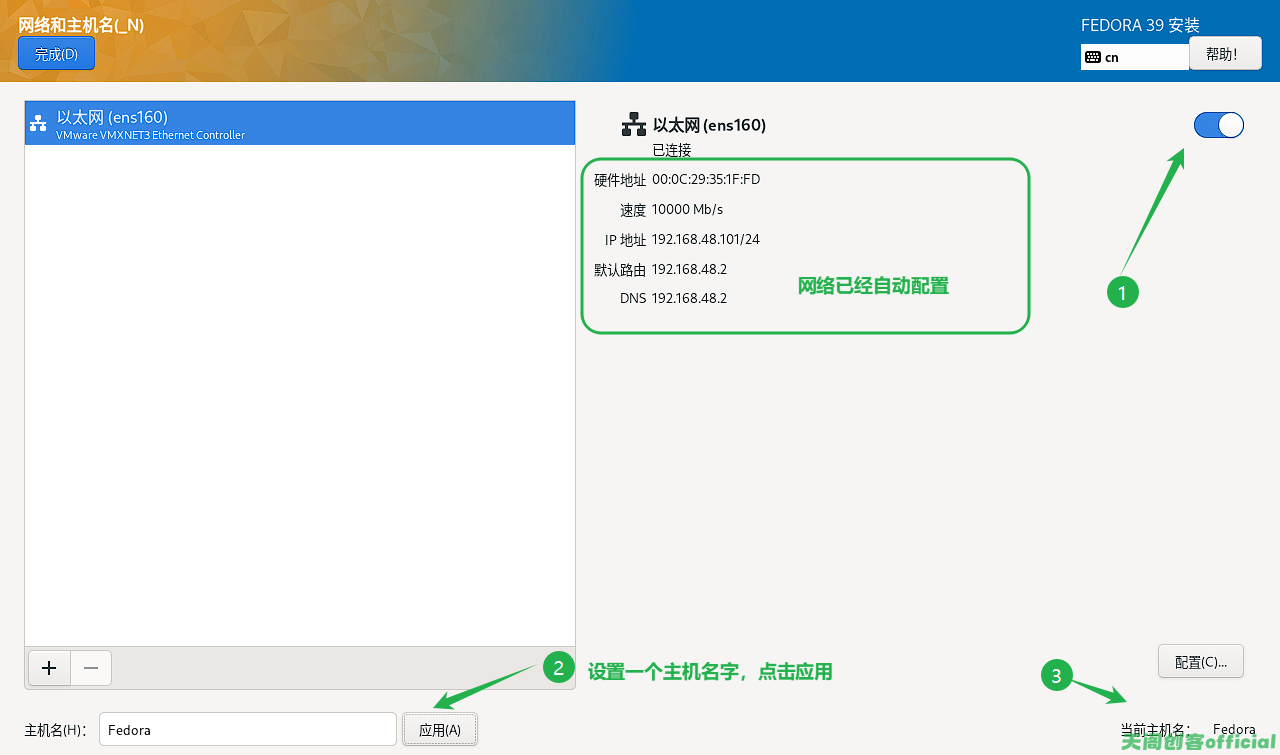 网络和主机名(_N)
完成(D)
FEDORA 39 安装
cn
帮助！
以太网 (ens160)
VMware VMXNET3 Ethernet Controller
以太网 (ens160)
已连接
硬件地址 00:0C:29:35:1F:FD
速度 10000 Mb/s
IP 地址 192.168.48.101/24
默认路由 192.168.48.2
DNS 192.168.48.2
网络已经自动配置
1
2
设置一个主机名字，点击应用
3
配置(C)...
主机名(H)：
Fedora
应用(A)
当前主机名： Fedora
天阁创客official